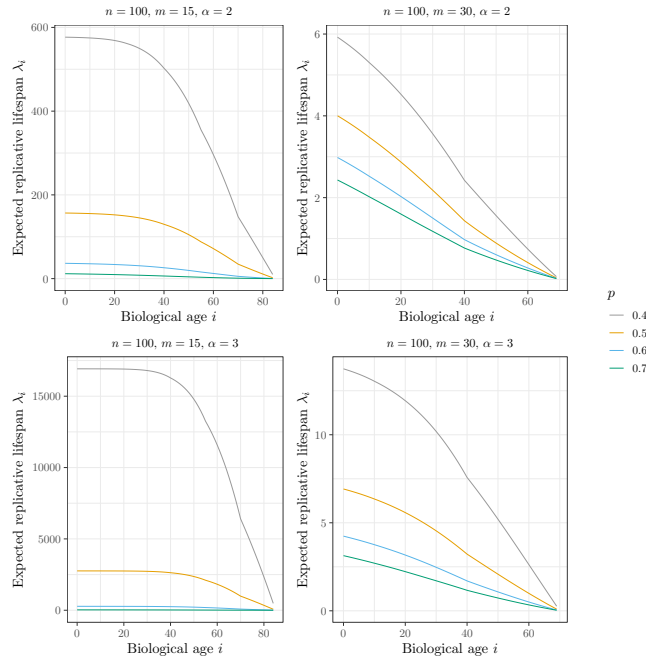 n = 100, m = 15, α = 2
Expected replicative lifespan λᵢ
600
400
200
0
0 20 40 60 80
Biological age i
n = 100, m = 30, α = 2
Expected replicative lifespan λᵢ
6
4
2
0
0 20 40 60
Biological age i
n = 100, m = 15, α = 3
Expected replicative lifespan λᵢ
15000
10000
5000
0
0 20 40 60 80
Biological age i
n = 100, m = 30, α = 3
Expected replicative lifespan λᵢ
10
5
0
0 20 40 60
Biological age i
p
0.4
0.5
0.6
0.7